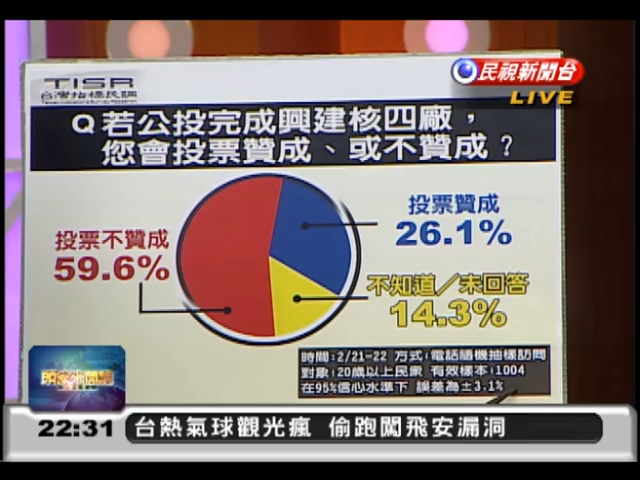 TISR
台灣指標民調
民視新聞台
LIVE
Q 若公投完成興建核四廠，
您會投票贊成、或不贊成？
投票不贊成
59.6%
投票贊成
26.1%
不知道／未回答
14.3%
時間：2/21-22 方式：電話隨機抽樣訪問
對象：20歲以上民衆 有效樣本：1004
在95%信心水準下 誤差為±3.1%
22:31
台熱氣球觀光瘋 偷跑闖飛安漏洞